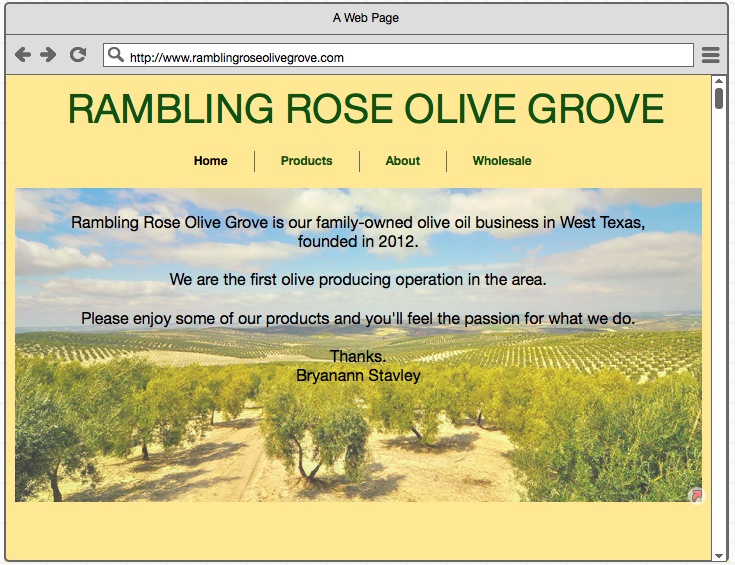 A Web Page
http://www.ramblingroseolivegrove.com
RAMBLING ROSE OLIVE GROVE
Home
Products
About
Wholesale
Rambling Rose Olive Grove is our family-owned olive oil business in West Texas,
founded in 2012.
We are the first olive producing operation in the area.
Please enjoy some of our products and you'll feel the passion for what we do.
Thanks.
Bryanann Stavley